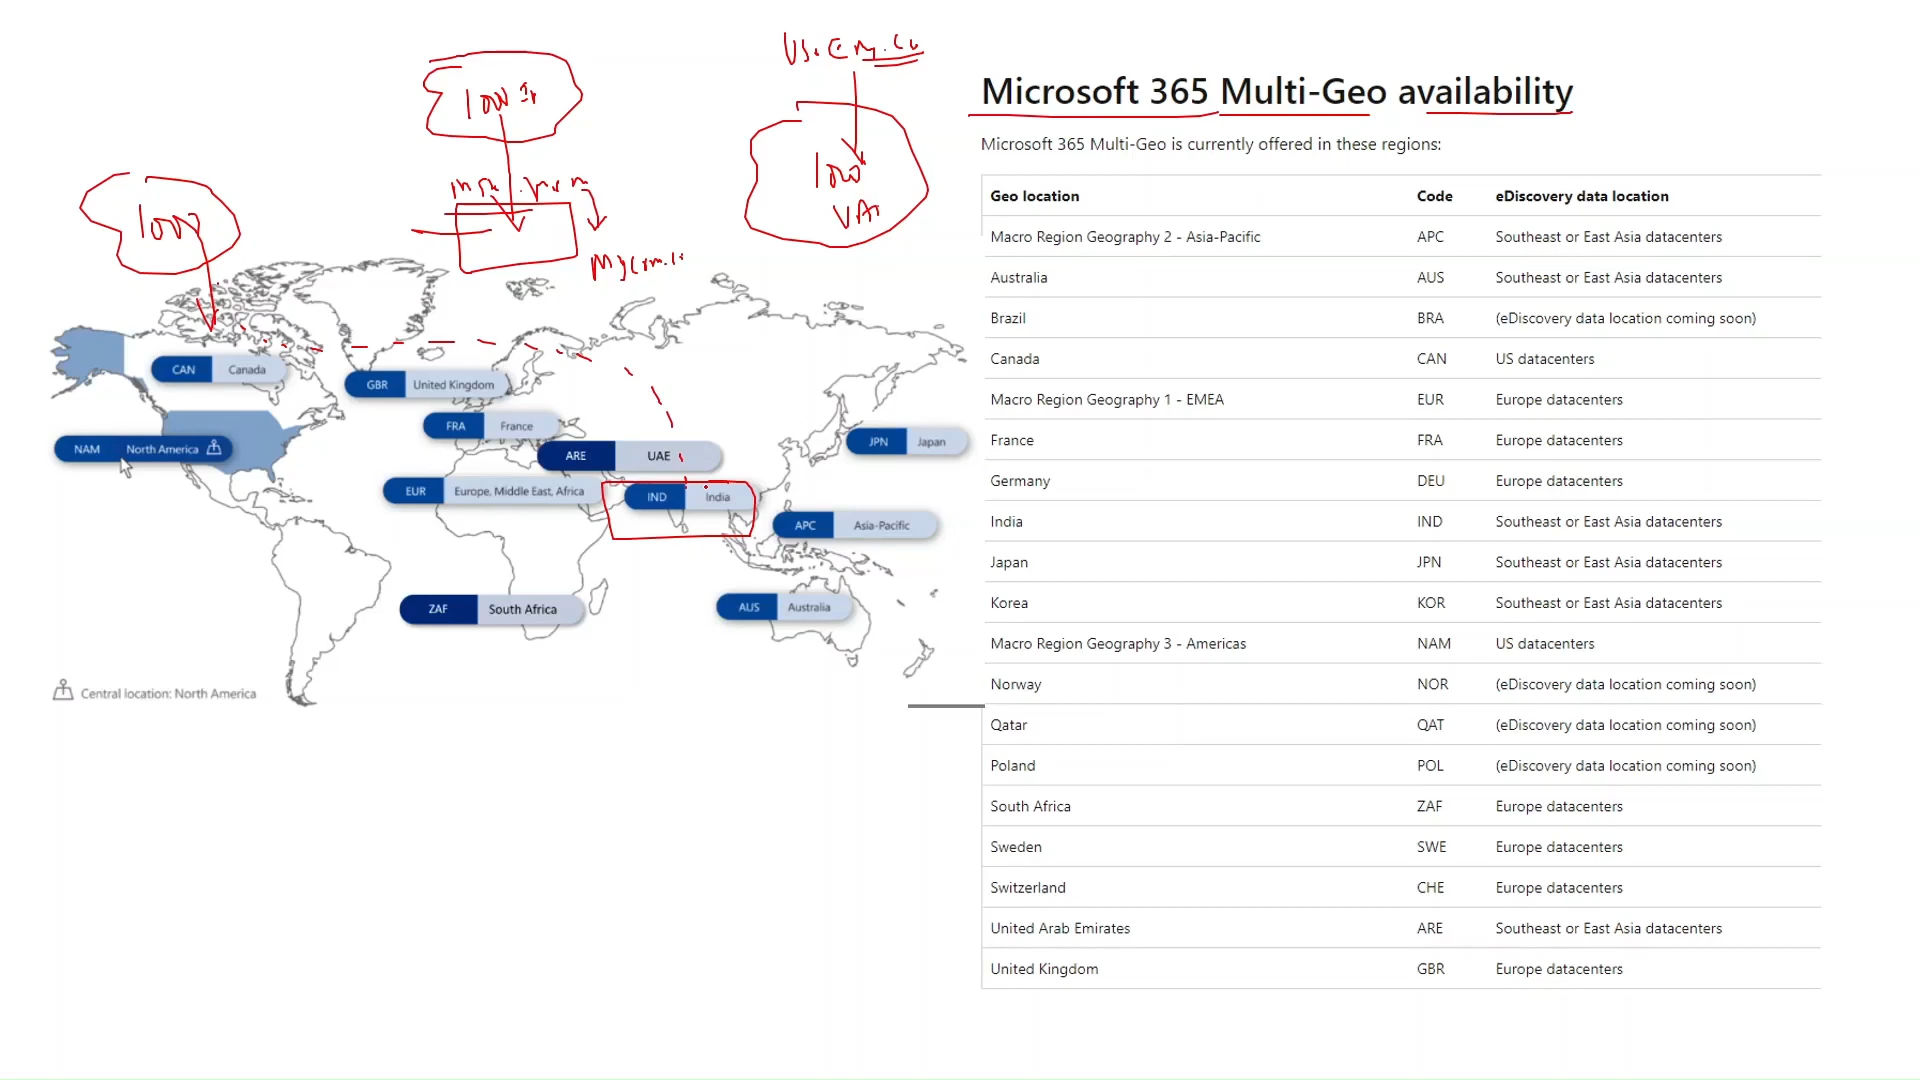 1000
Microsoft 365 Multi-Geo availability
Microsoft 365 Multi-Geo is currently offered in these regions:
Geo location Code eDiscovery data location
Macro Region Geography 2 - Asia-Pacific APC Southeast or East Asia datacenters
Australia AUS Southeast or East Asia datacenters
Brazil BRA (eDiscovery data location coming soon)
Canada CAN US datacenters
Macro Region Geography 1 - EMEA EUR Europe datacenters
France FRA Europe datacenters
Germany DEU Europe datacenters
India IND Southeast or East Asia datacenters
Japan JPN Southeast or East Asia datacenters
Korea KOR Southeast or East Asia datacenters
Macro Region Geography 3 - Americas NAM US datacenters
Norway NOR (eDiscovery data location coming soon)
Qatar QAT (eDiscovery data location coming soon)
Poland POL (eDiscovery data location coming soon)
South Africa ZAF Europe datacenters
Sweden SWE Europe datacenters
Switzerland CHE Europe datacenters
United Arab Emirates ARE Southeast or East Asia datacenters
United Kingdom GBR Europe datacenters
CAN Canada
GBR United Kingdom
FRA France
NAM North America
ARE UAE
JPN Japan
EUR Europe, Middle East, Africa
IND India
APC Asia-Pacific
ZAF South Africa
AUS Australia
Central location: North America